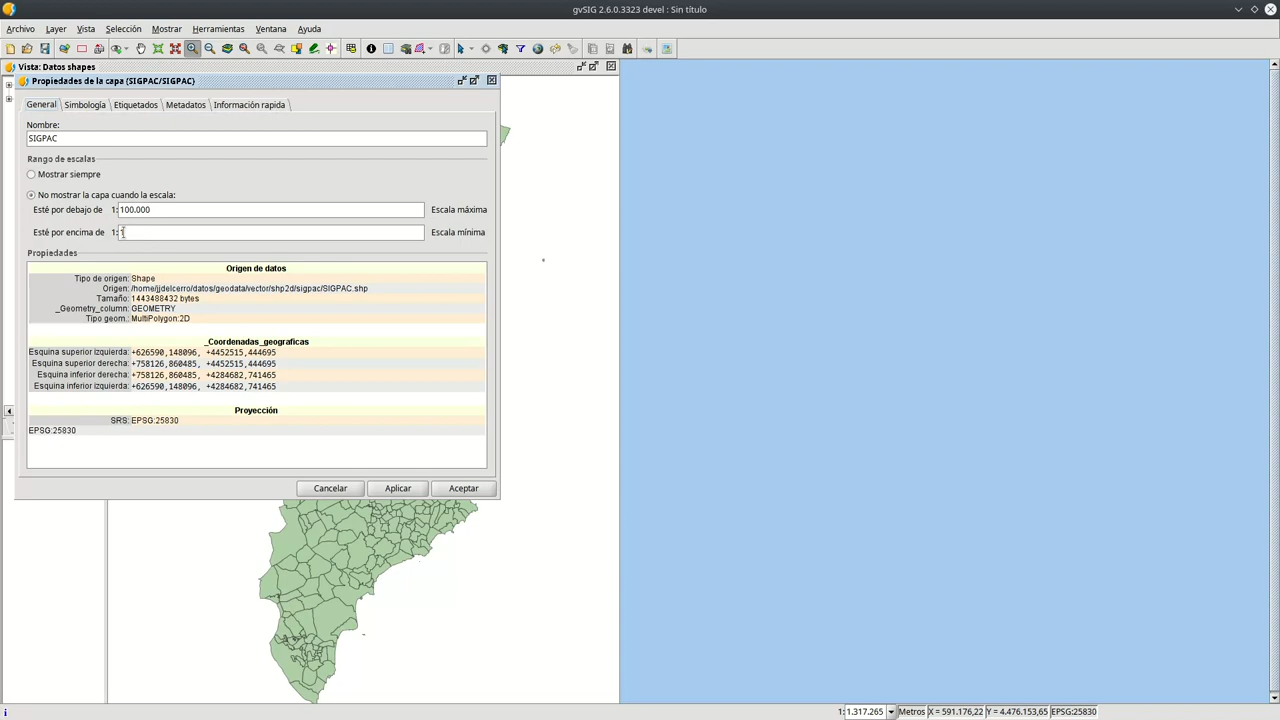 gvSIG 2.6.0.3323 devel : Sin título
Archivo Layer Vista Selección Mostrar Herramientas Ventana Ayuda
Vista: Datos shapes
Propiedades de la capa (SIGPAC/SIGPAC)
General Simbología Etiquetados Metadatos Información rapida
Nombre:
SIGPAC
Rango de escalas
Mostrar siempre
No mostrar la capa cuando la escala:
Esté por debajo de 1: 100.000 Escala máxima
Esté por encima de 1: Escala mínima
Propiedades
Origen de datos
Tipo de origen: Shape
Origen: /home/jjdelcerro/datos/geodata/vector/shp2d/sigpac/SIGPAC.shp
Tamaño: 1443488432 bytes
_Geometry_column: GEOMETRY
Tipo geom.: MultiPolygon:2D
_Coordenadas_geograficas
Esquina superior izquierda: +626590,148096, +4452515,444695
Esquina superior derecha: +758126,860485, +4452515,444695
Esquina inferior derecha: +758126,860485, +4284682,741465
Esquina inferior izquierda: +626590,148096, +4284682,741465
Proyección
SRS: EPSG:25830
EPSG:25830
Cancelar Aplicar Aceptar
1: 1.317.265 Metros X = 591.176,22 Y = 4.476.153,65 EPSG:25830